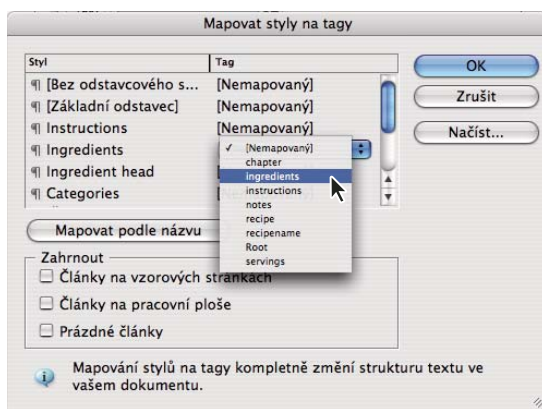 Mapovat styly na tagy
Styl Tag
¶ [Bez odstavcového s... [Nemapovaný]
¶ [Základní odstavec] [Nemapovaný]
¶ Instructions [Nemapovaný]
¶ Ingredients
¶ Ingredient head
¶ Categories
✓ [Nemapovaný]
chapter
ingredients
instructions
notes
recipe
recipename
Root
servings
OK
Zrušit
Načíst...
Mapovat podle názvu
Zahrnout
Články na vzorových stránkách
Články na pracovní ploše
Prázdné články
Mapování stylů na tagy kompletně změní strukturu textu ve
vašem dokumentu.